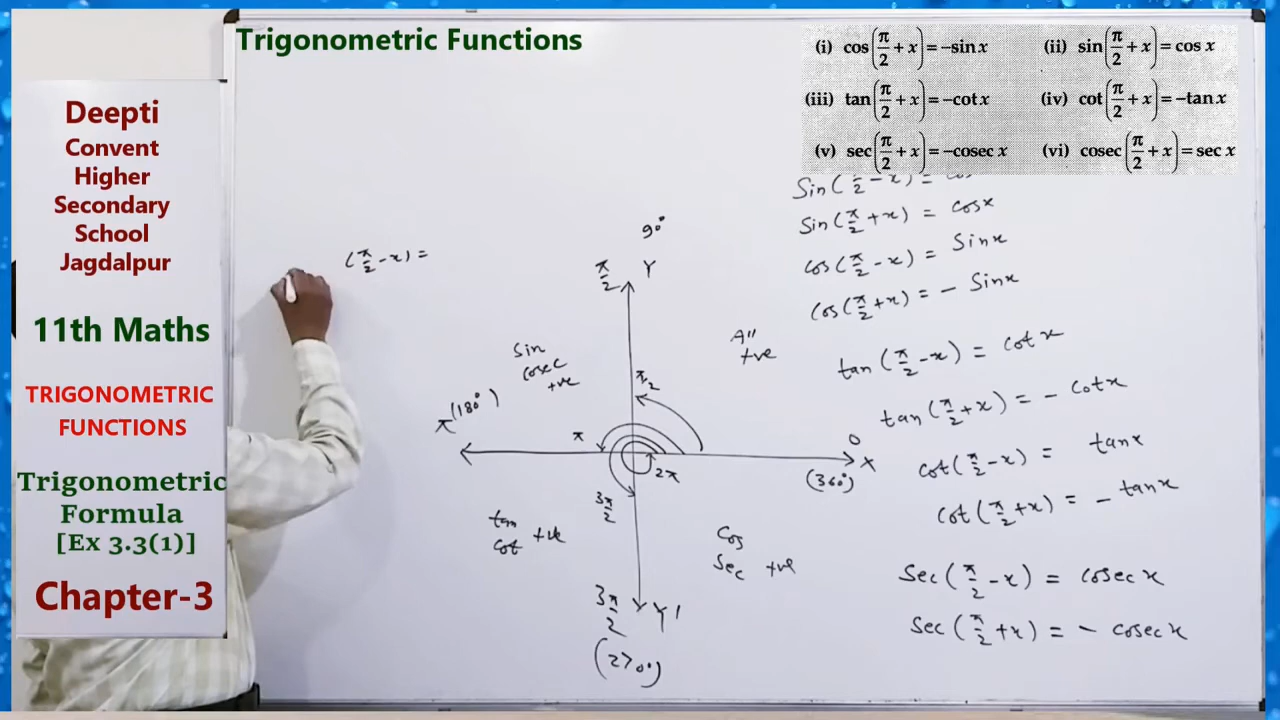 Trigonometric Functions
(i) cos(π/2 + x) = –sin x (ii) sin(π/2 + x) = cos x
(iii) tan(π/2 + x) = –cot x (iv) cot(π/2 + x) = –tan x
(v) sec(π/2 + x) = –cosec x (vi) cosec(π/2 + x) = sec x
Deepti
Convent
Higher
Secondary
School
Jagdalpur
11th Maths
TRIGONOMETRIC
FUNCTIONS
Trigonometric
Formula
[Ex 3.3(1)]
Chapter-3
(π/2 - x) =
90°
π/2 Y
Sin
Cosec
+ve
All
+ve
π/2
π (180°)
π
0
X
(360°)
2π
3π/2
tan
cot +ve
Cos
Sec +ve
3π/2 Y'
(270°)
Sin(π/2 - x) =
Sin(π/2 + x) = cos x
cos(π/2 - x) = Sin x
cos(π/2 + x) = - Sin x
tan(π/2 - x) = cot x
tan(π/2 + x) = - cot x
cot(π/2 - x) = tan x
cot(π/2 + x) = - tan x
Sec(π/2 - x) = cosec x
Sec(π/2 + x) = - cosec x